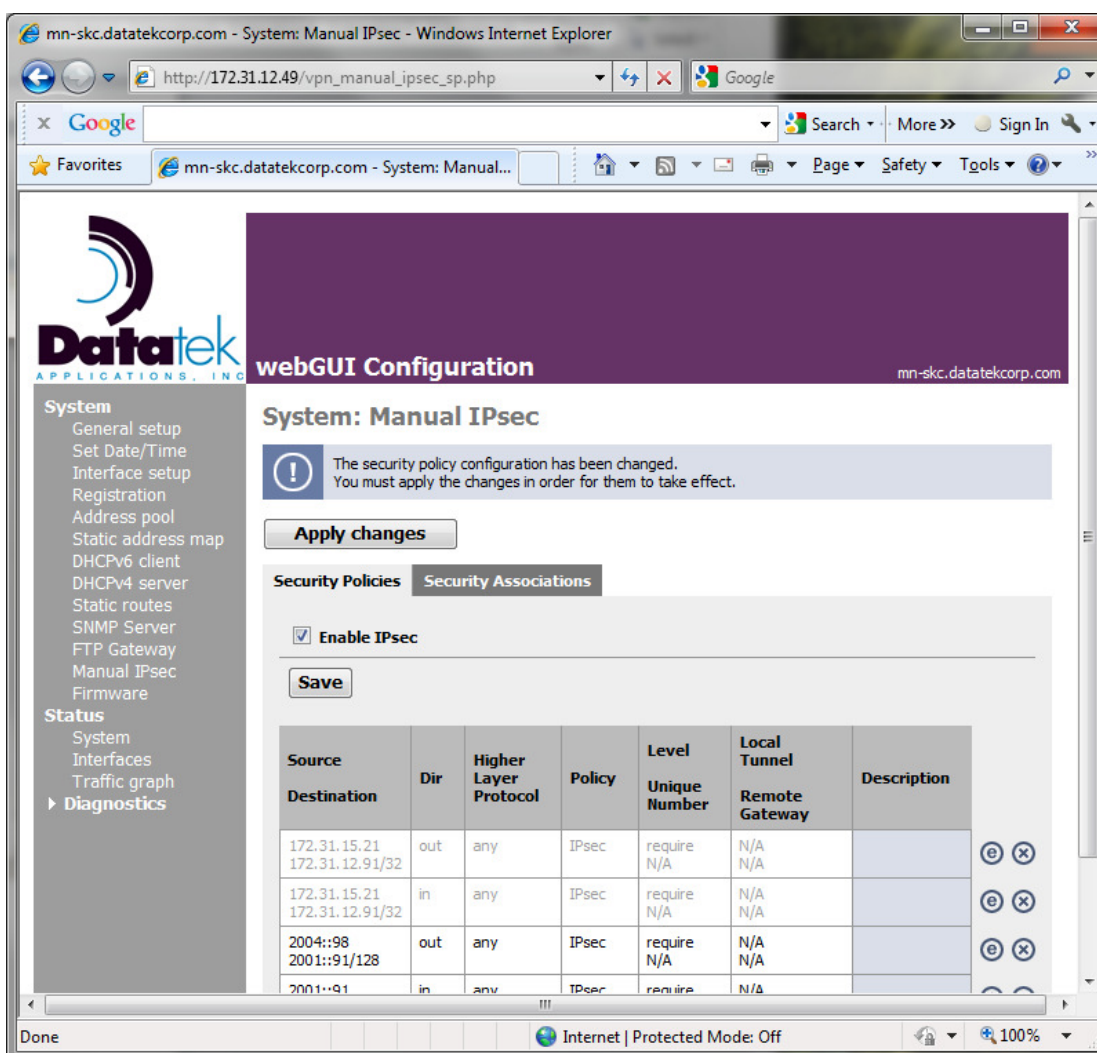 mn-skc.datatekcorp.com - System: Manual IPsec - Windows Internet Explorer
http://172.31.12.49/vpn_manual_ipsec_sp.php
Google
x Google
Search
More >>
Sign In
Favorites
mn-skc.datatekcorp.com - System: Manual...
Page
Safety
Tools
Datatek
APPLICATIONS, INC
webGUI Configuration
mn-skc.datatekcorp.com
System
General setup
Set Date/Time
Interface setup
Registration
Address pool
Static address map
DHCPv6 client
DHCPv4 server
Static routes
SNMP Server
FTP Gateway
Manual IPsec
Firmware
Status
System
Interfaces
Traffic graph
Diagnostics
System: Manual IPsec
The security policy configuration has been changed.
You must apply the changes in order for them to take effect.
Apply changes
Security Policies Security Associations
Enable IPsec
Save
Source
Destination
Dir
Higher
Layer
Protocol
Policy
Level
Unique
Number
Local
Tunnel
Remote
Gateway
Description
172.31.15.21 out any IPsec require N/A
172.31.12.91/32 N/A N/A
172.31.15.21 in any IPsec require N/A
172.31.12.91/32 N/A N/A
2004::98 out any IPsec require N/A
2001::91/128 N/A N/A
2001::91 in any IPsec require N/A
Done
Internet | Protected Mode: Off
100%